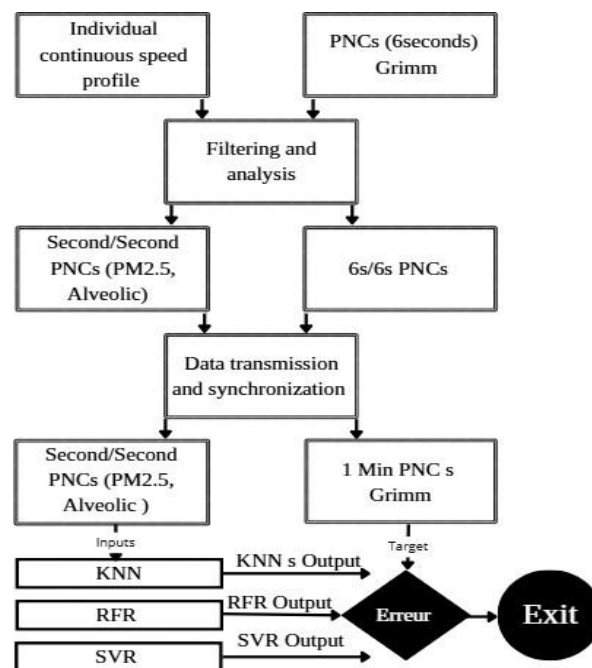 Individual
continuous speed
profile
PNCs (6seconds)
Grimm
Filtering and
analysis
Second/Second
PNCs (PM2.5,
Alveolic)
6s/6s PNCs
Data transmission
and synchronization
Second/Second
PNCs (PM2.5,
Alveolic )
1 Min PNC s
Grimm
Inputs
Target
KNN
KNN s Output
RFR
RFR Output
SVR
SVR Output
Erreur
Exit